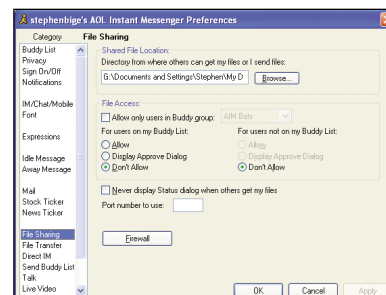 stephenbige's AOL Instant Messenger Preferences
Category
File Sharing
Buddy List
Privacy
Sign On/Off
Notifications
IM/Chat/Mobile
Font
Expressions
Idle Message
Away Message
Mail
Stock Ticker
News Ticker
File Sharing
File Transfer
Direct IM
Send Buddy List
Talk
Live Video
Shared File Location:
Directory from where others can get my files or I send files:
G:\Documents and Settings\Stephen\My D
Browse...
File Access:
Allow only users in Buddy group:
AIM Bots
For users on my Buddy List:
For users not on my Buddy List:
Allow
Allow
Display Approve Dialog
Display Approve Dialog
Don't Allow
Don't Allow
Never display Status dialog when others get my files
Port number to use:
Firewall
OK
Cancel
Apply